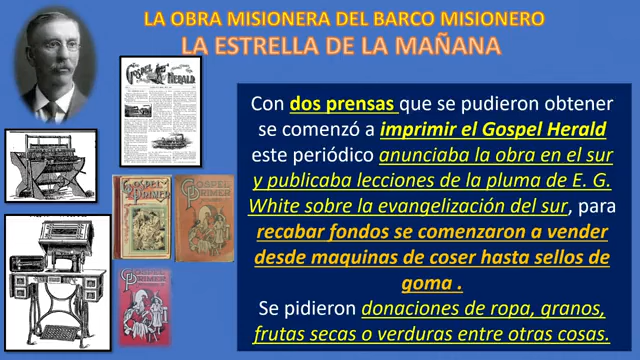 LA OBRA MISIONERA DEL BARCO MISIONERO
LA ESTRELLA DE LA MAÑANA
GOSPEL HERALD
Con dos prensas que se pudieron obtener
se comenzó a imprimir el Gospel Herald
este periódico anunciaba la obra en el sur
y publicaba lecciones de la pluma de E. G.
White sobre la evangelización del sur, para
recabar fondos se comenzaron a vender
desde maquinas de coser hasta sellos de
goma .
Se pidieron donaciones de ropa, granos,
frutas secas o verduras entre otras cosas.
GOSPEL PRIMER
GOSPEL PRIMER
GOSPEL PRIMER